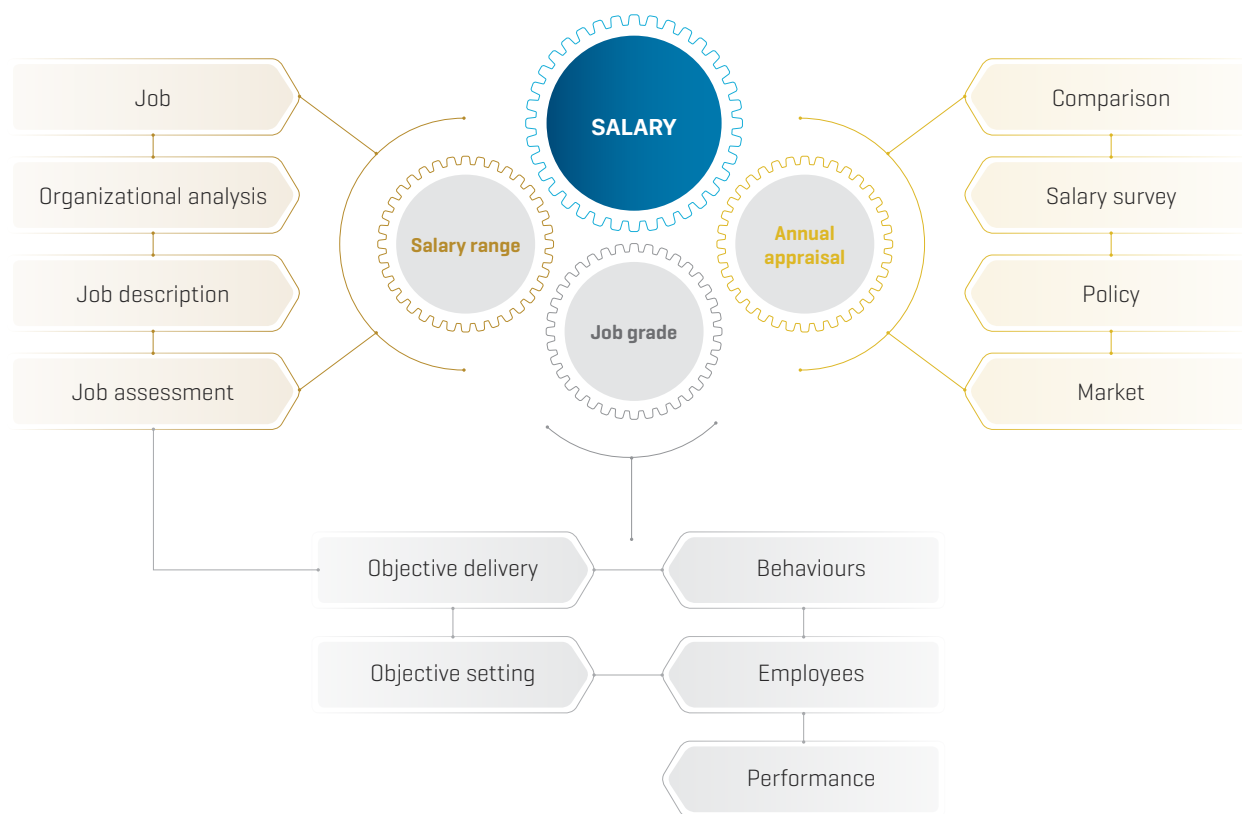 SALARY
Job
Organizational analysis
Job description
Job assessment
Salary range
Job grade
Annual
appraisal
Comparison
Salary survey
Policy
Market
Objective delivery
Behaviours
Objective setting
Employees
Performance